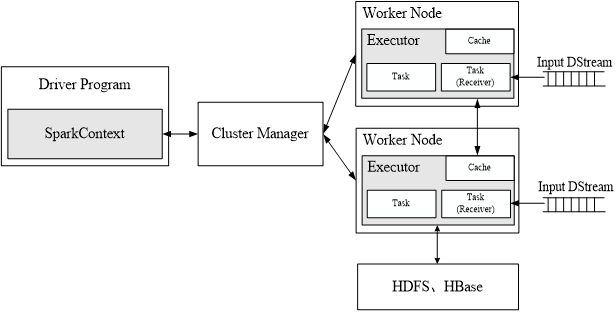 Driver Program
SparkContext
Cluster Manager
Worker Node
Executor
Cache
Task
Task
(Receiver)
Input DStream
Worker Node
Executor
Cache
Task
Task
(Receiver)
Input DStream
HDFS、HBase